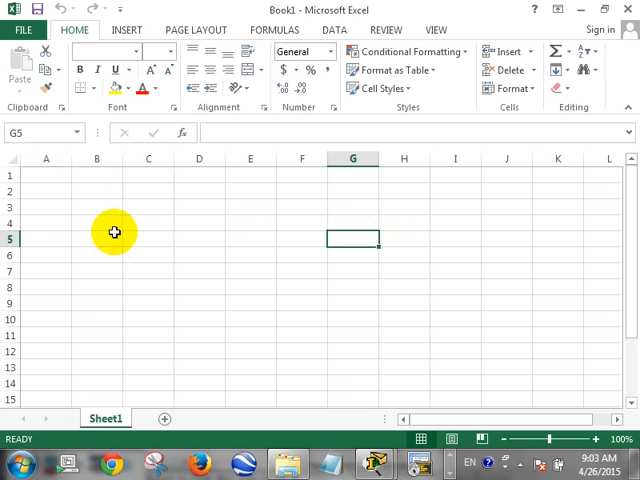 Book1 - Microsoft Excel
FILE HOME INSERT PAGE LAYOUT FORMULAS DATA REVIEW VIEW Sign in
Paste
B I U A A
General
$ % ,
Conditional Formatting
Format as Table
Cell Styles
Insert
Delete
Format
Clipboard Font Alignment Number Styles Cells Editing
G5 fx
A B C D E F G H I J K L
1
2
3
4
5
6
7
8
9
10
11
12
13
14
15
Sheet1
READY 100%
EN 9:03 AM
4/26/2015